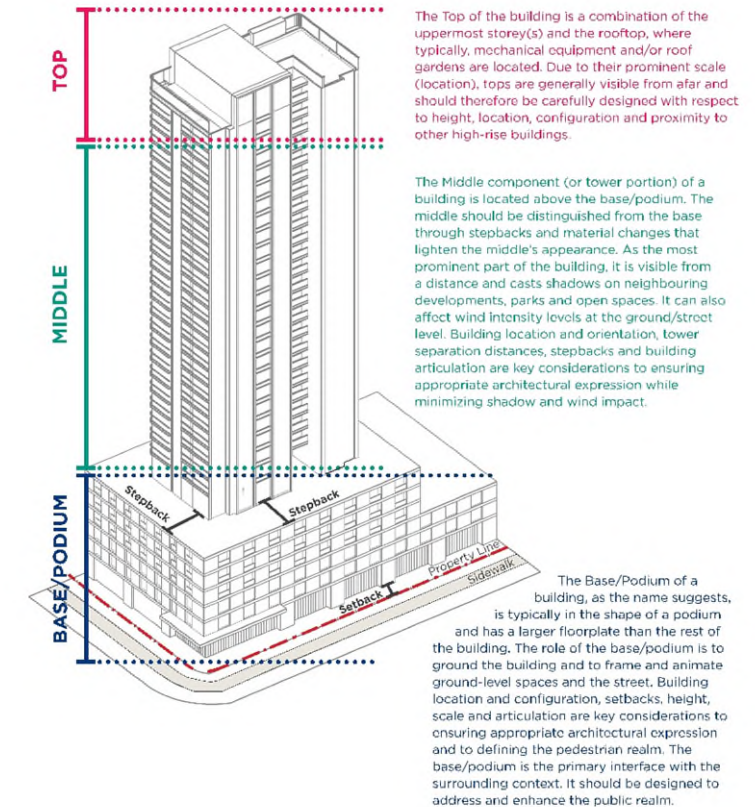 TOP
The Top of the building is a combination of the
uppermost storey(s) and the rooftop, where
typically, mechanical equipment and/or roof
gardens are located. Due to their prominent scale
(location), tops are generally visible from afar and
should therefore be carefully designed with respect
to height, location, configuration and proximity to
other high-rise buildings.
MIDDLE
The Middle component (or tower portion) of a
building is located above the base/podium. The
middle should be distinguished from the base
through stepbacks and material changes that
lighten the middle's appearance. As the most
prominent part of the building, it is visible from
a distance and casts shadows on neighbouring
developments, parks and open spaces. It can also
affect wind intensity levels at the ground/street
level. Building location and orientation, tower
separation distances, stepbacks and building
articulation are key considerations to ensuring
appropriate architectural expression while
minimizing shadow and wind impact.
BASE/PODIUM
Stepback
Stepback
Property Line
Sidewalk
Setback
The Base/Podium of a
building, as the name suggests,
is typically in the shape of a podium
and has a larger floorplate than the rest of
the building. The role of the base/podium is to
ground the building and to frame and animate
ground-level spaces and the street. Building
location and configuration, setbacks, height,
scale and articulation are key considerations to
ensuring appropriate architectural expression
and to defining the pedestrian realm. The
base/podium is the primary interface with the
surrounding context. It should be designed to
address and enhance the public realm.